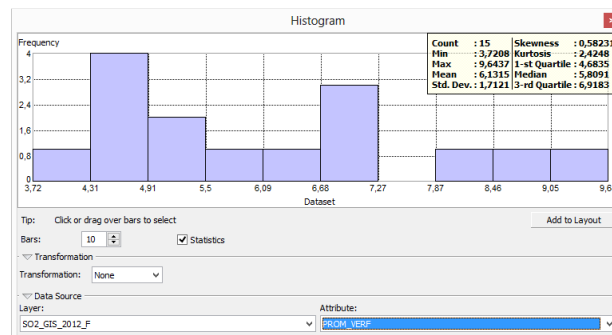 Histogram
Frequency
Count : 15 Skewness : 0,58231
Min : 3,7208 Kurtosis : 2,4248
Max : 9,6437 1-st Quartile : 4,6835
Mean : 6,1315 Median : 5,8091
Std. Dev. : 1,7121 3-rd Quartile : 6,9183
4
3,2
2,4
1,6
0,8
0
3,72 4,31 4,91 5,5 6,09 6,68 7,27 7,87 8,46 9,05 9,6
Dataset
Tip: Click or drag over bars to select
Add to Layout
Bars: 10 Statistics
Transformation
Transformation: None
Data Source
Layer: Attribute:
SO2_GIS_2012_F PROM_VERF